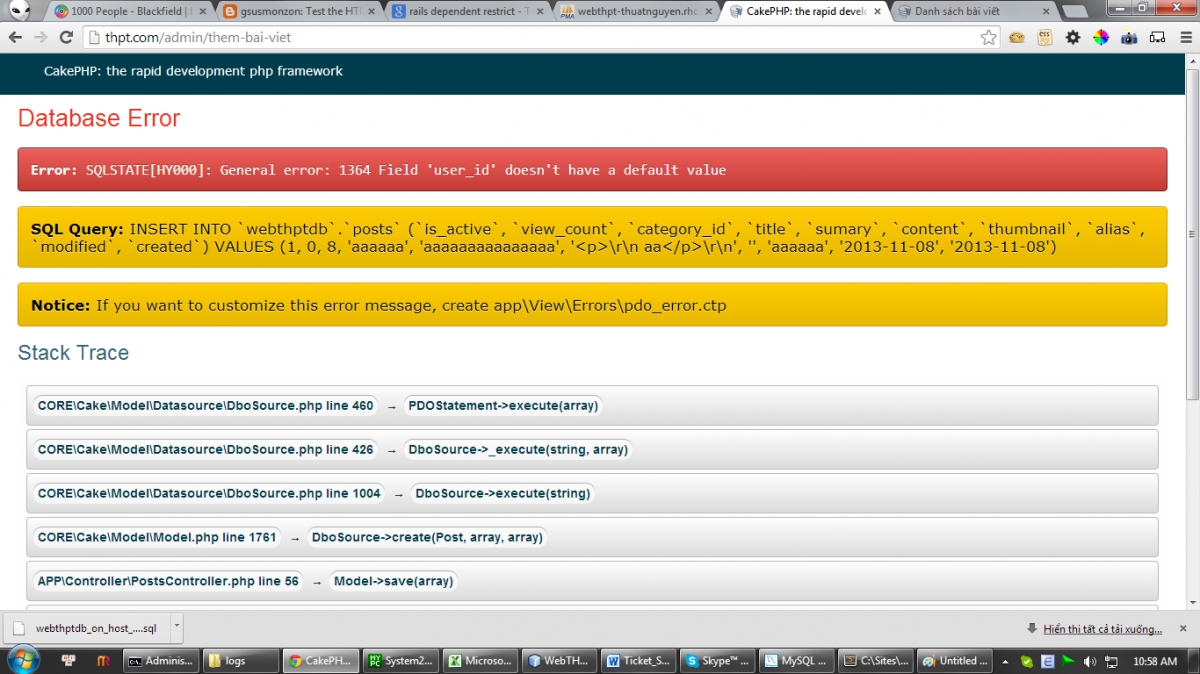 1000 People - Blackfield |
gsusmonzon: Test the HT
rails dependent restrict - T
webthpt-thuatnguyen.rhc
CakePHP: the rapid develo
Danh sách bài viết
thpt.com/admin/them-bai-viet
CakePHP: the rapid development php framework
Database Error
Error: SQLSTATE[HY000]: General error: 1364 Field 'user_id' doesn't have a default value
SQL Query: INSERT INTO `webthptdb`.`posts` (`is_active`, `view_count`, `category_id`, `title`, `sumary`, `content`, `thumbnail`, `alias`,
`modified`, `created`) VALUES (1, 0, 8, 'aaaaaa', 'aaaaaaaaaaaaaaa', '<p>\r\n aa</p>\r\n', '', 'aaaaaa', '2013-11-08', '2013-11-08')
Notice: If you want to customize this error message, create app\View\Errors\pdo_error.ctp
Stack Trace
CORE\Cake\Model\Datasource\DboSource.php line 460 → PDOStatement->execute(array)
CORE\Cake\Model\Datasource\DboSource.php line 426 → DboSource->_execute(string, array)
CORE\Cake\Model\Datasource\DboSource.php line 1004 → DboSource->execute(string)
CORE\Cake\Model\Model.php line 1761 → DboSource->create(Post, array, array)
APP\Controller\PostsController.php line 56 → Model->save(array)
webthptdb_on_host_....sql
Hiển thị tất cả tải xuống...
Adminis...
logs
CakePH...
System2...
Microso...
WebTH...
Ticket_S...
Skype™ ...
MySQL ...
C:\Sites\...
Untitled ...
10:58 AM